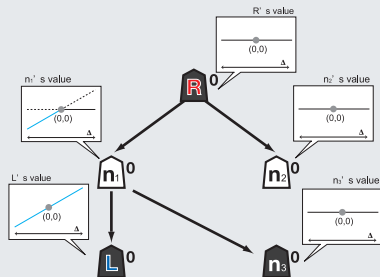 R' s value
(0,0)
Δ
n₁' s value
(0,0)
Δ
R 0
n₂' s value
(0,0)
Δ
L' s value
(0,0)
Δ
n₁ 0
n₂ 0
n₃' s value
(0,0)
Δ
L 0
n₃ 0